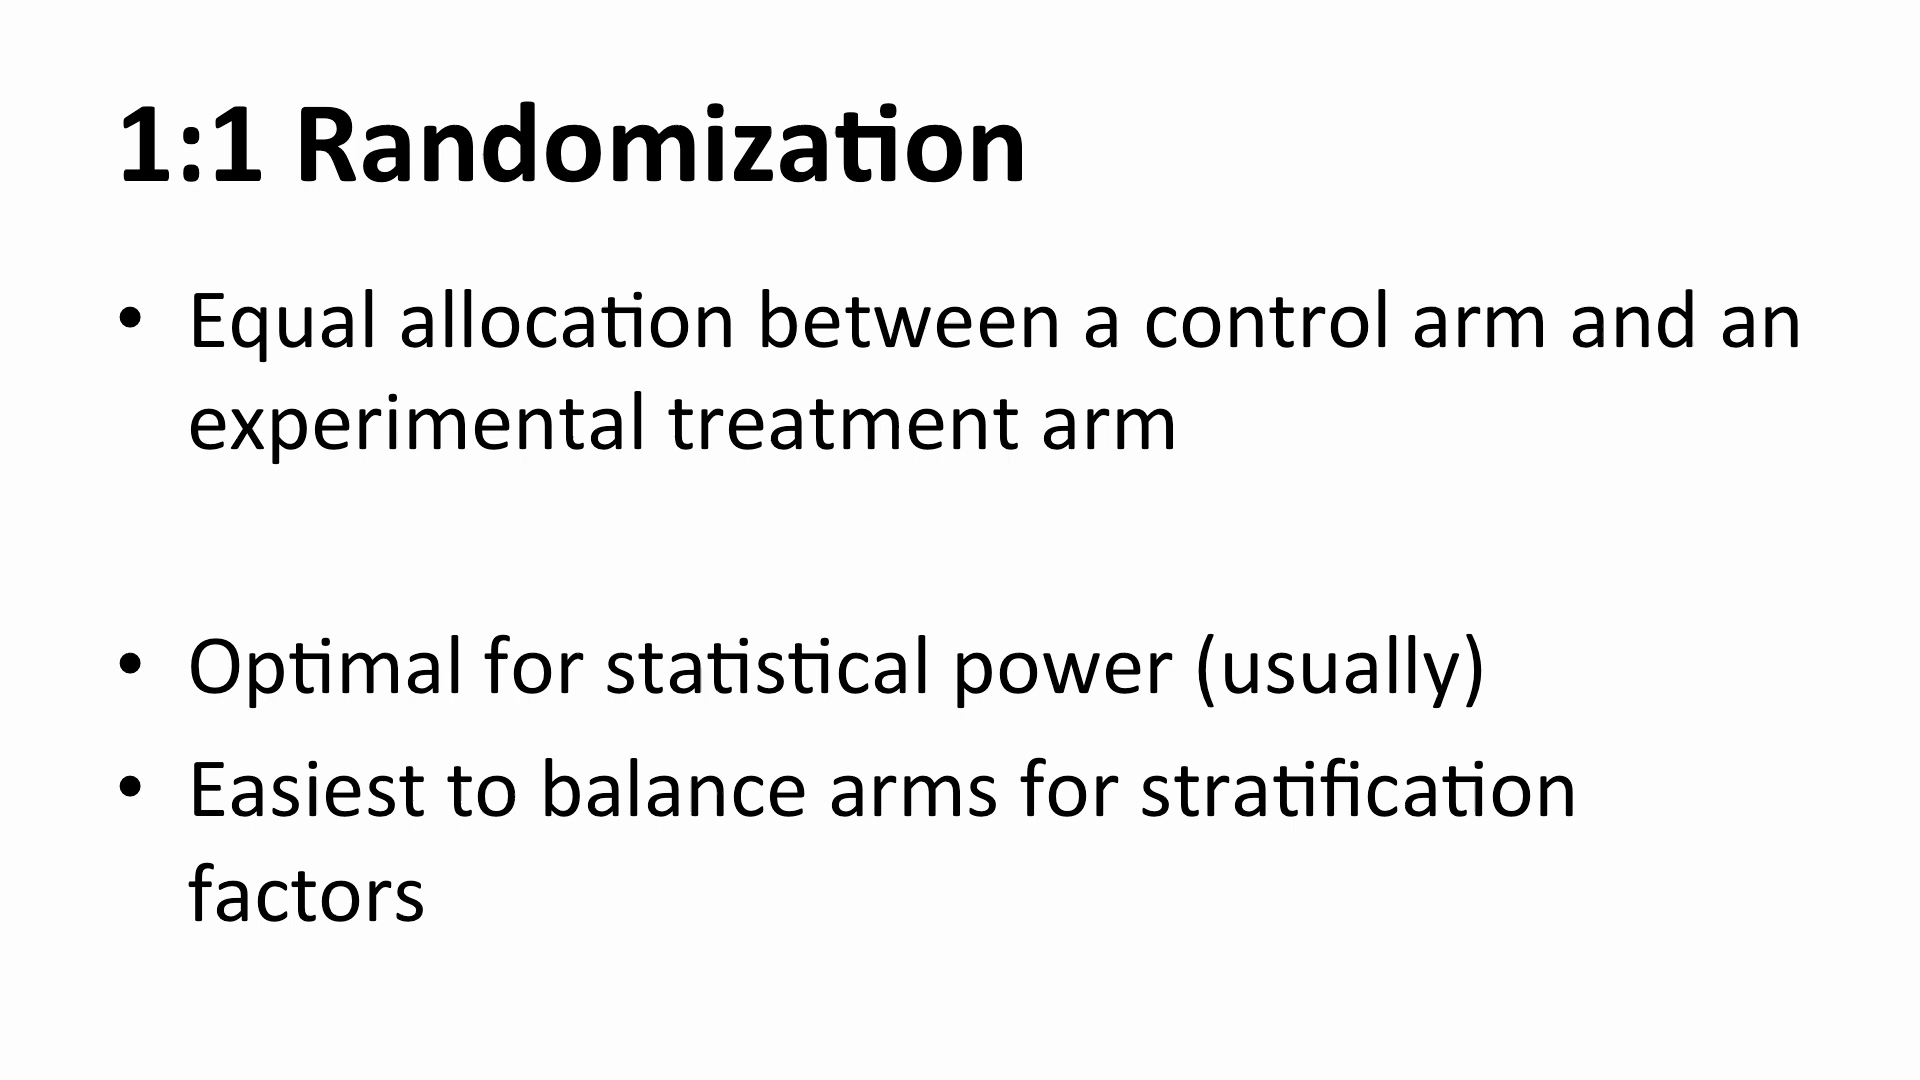 1:1 Randomization
• Equal allocation between a control arm and an
experimental treatment arm
• Optimal for statistical power (usually)
• Easiest to balance arms for stratification
factors